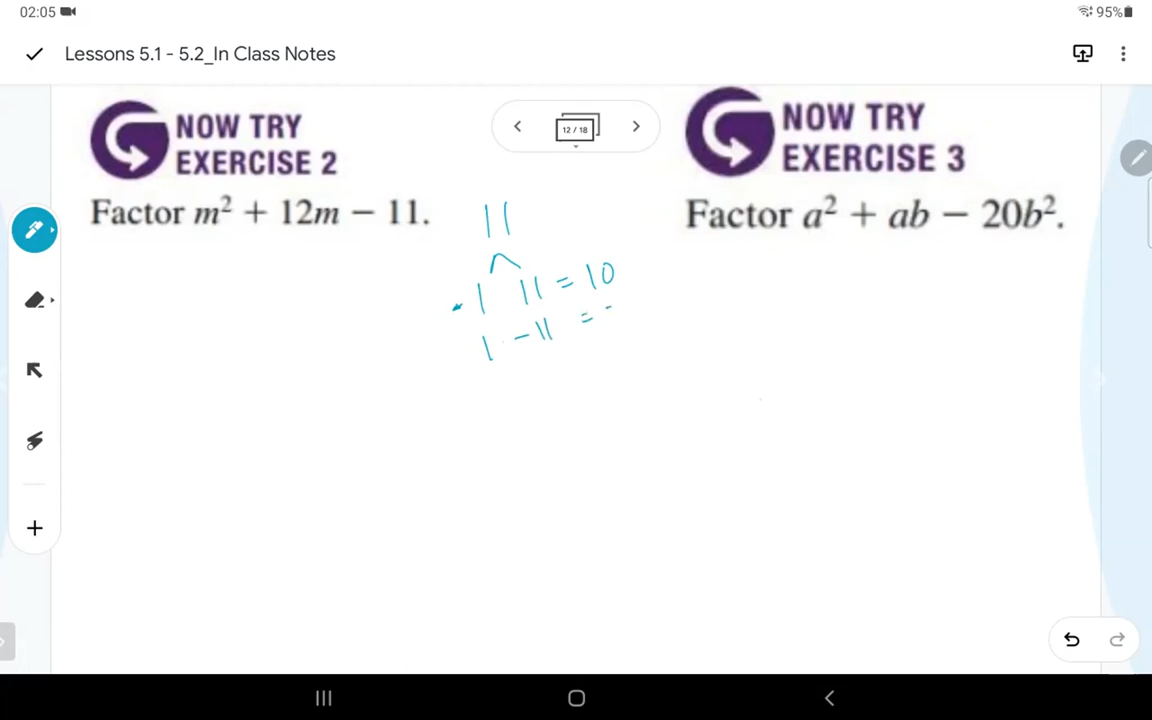 02:05
95%
Lessons 5.1 - 5.2_In Class Notes
NOW TRY
EXERCISE 2
Factor m² + 12m − 11.
12 / 18
NOW TRY
EXERCISE 3
Factor a² + ab − 20b².
11
-1 11 = 10
1 -11 = -